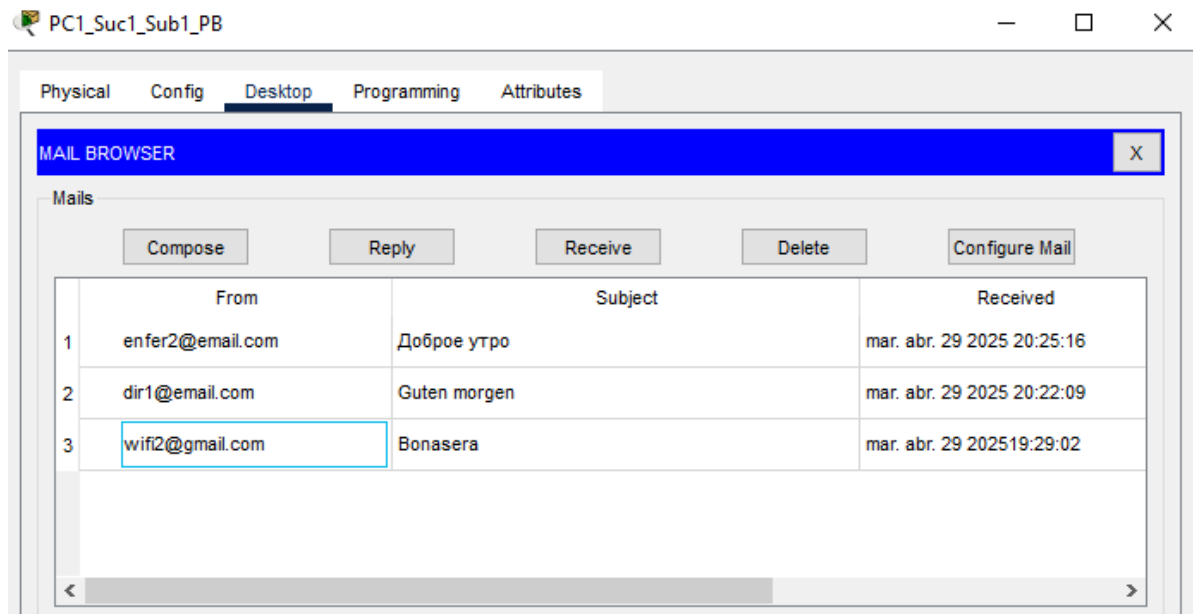 PC1_Suc1_Sub1_PB
Physical Config Desktop Programming Attributes
MAIL BROWSER X
Mails
Compose Reply Receive Delete Configure Mail
From Subject Received
1 enfer2@email.com Доброе утро mar. abr. 29 2025 20:25:16
2 dir1@email.com Guten morgen mar. abr. 29 2025 20:22:09
3 wifi2@gmail.com Bonasera mar. abr. 29 202519:29:02